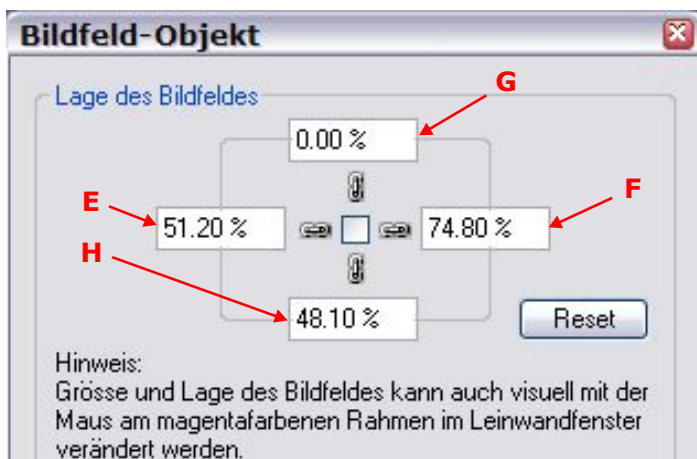 Bildfeld-Objekt
Lage des Bildfeldes
G
0.00 %
E
F
51.20 %
74.80 %
H
48.10 %
Reset
Hinweis:
Grösse und Lage des Bildfeldes kann auch visuell mit der
Maus am magentafarbenen Rahmen im Leinwandfenster
verändert werden.